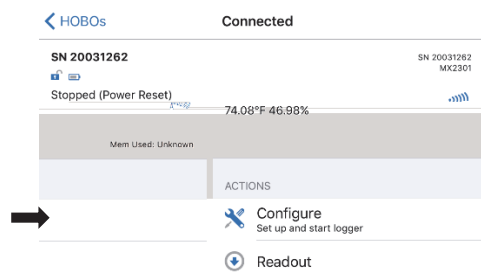 HOBOs
Connected
SN 20031262
SN 20031262
MX2301
Stopped (Power Reset)
74.08°F 46.98%
Mem Used: Unknown
ACTIONS
Configure
Set up and start logger
Readout